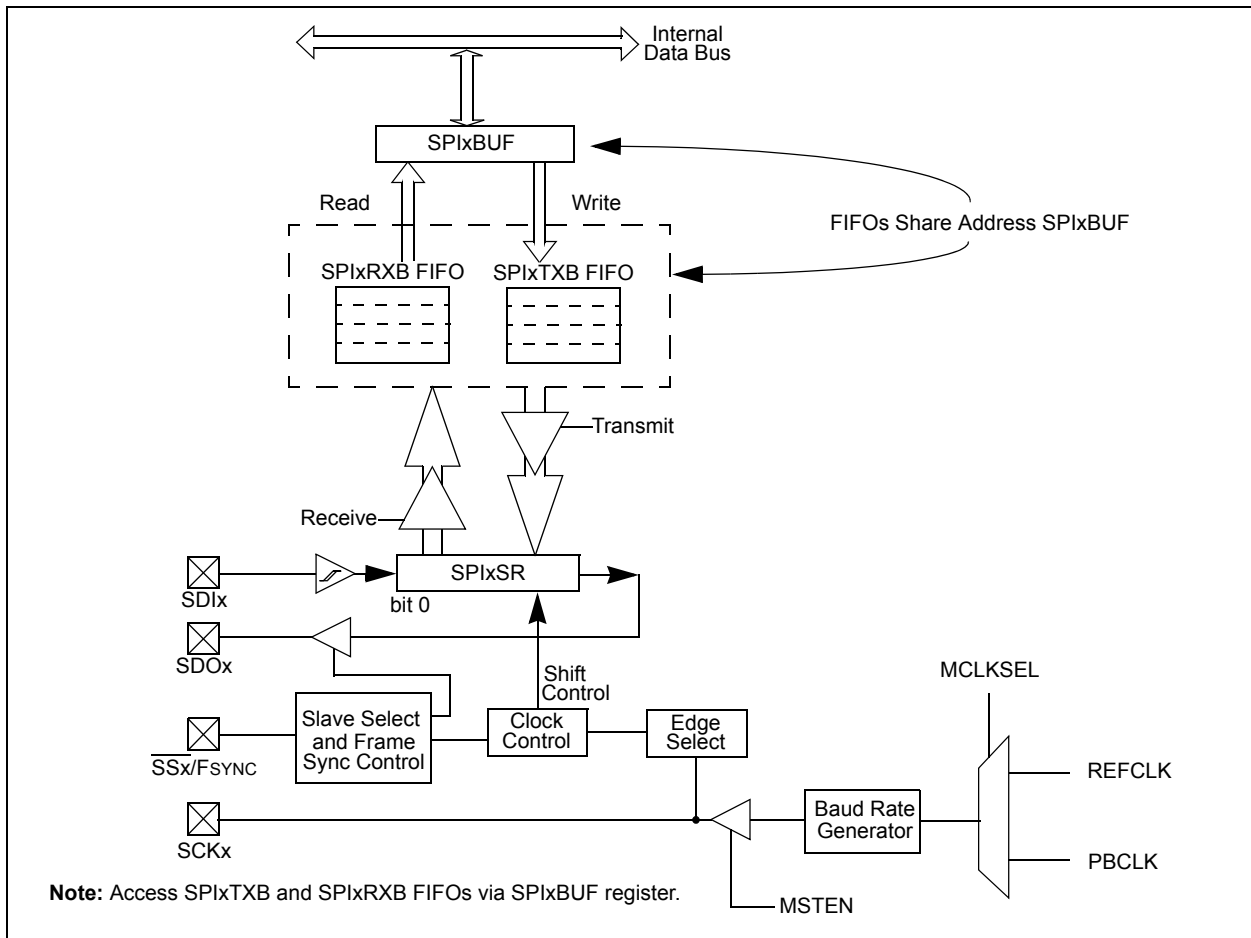 Internal
Data Bus
SPIxBUF
Read
Write
FIFOs Share Address SPIxBUF
SPIxRXB FIFO
SPIxTXB FIFO
Transmit
Receive
SPIxSR
bit 0
SDIx
SDOx
Shift
Control
MCLKSEL
Slave Select
and Frame
Sync Control
Clock
Control
Edge
Select
SSx/FSYNC
REFCLK
Baud Rate
Generator
SCKx
PBCLK
Note: Access SPIxTXB and SPIxRXB FIFOs via SPIxBUF register.
MSTEN